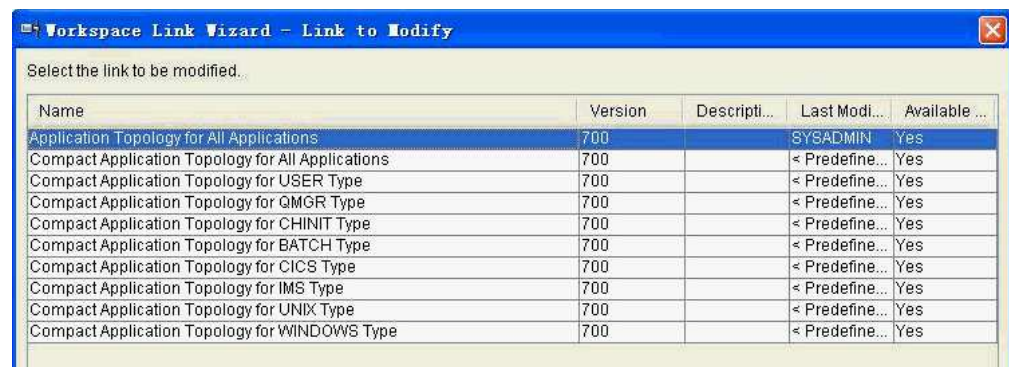 Workspace Link Wizard - Link to Modify
Select the link to be modified.
Name Version Descripti... Last Modi... Available ...
Application Topology for All Applications 700 SYSADMIN Yes
Compact Application Topology for All Applications 700 < Predefine... Yes
Compact Application Topology for USER Type 700 < Predefine... Yes
Compact Application Topology for QMGR Type 700 < Predefine... Yes
Compact Application Topology for CHINIT Type 700 < Predefine... Yes
Compact Application Topology for BATCH Type 700 < Predefine... Yes
Compact Application Topology for CICS Type 700 < Predefine... Yes
Compact Application Topology for IMS Type 700 < Predefine... Yes
Compact Application Topology for UNIX Type 700 < Predefine... Yes
Compact Application Topology for WINDOWS Type 700 < Predefine... Yes